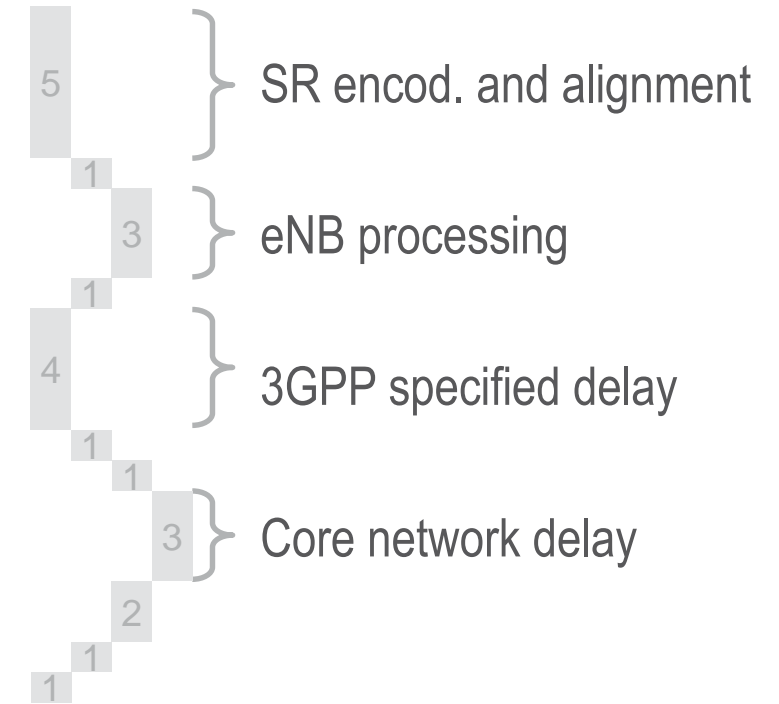 5
SR encod. and alignment
1
3
eNB processing
1
4
3GPP specified delay
1
1
3
Core network delay
2
1
1